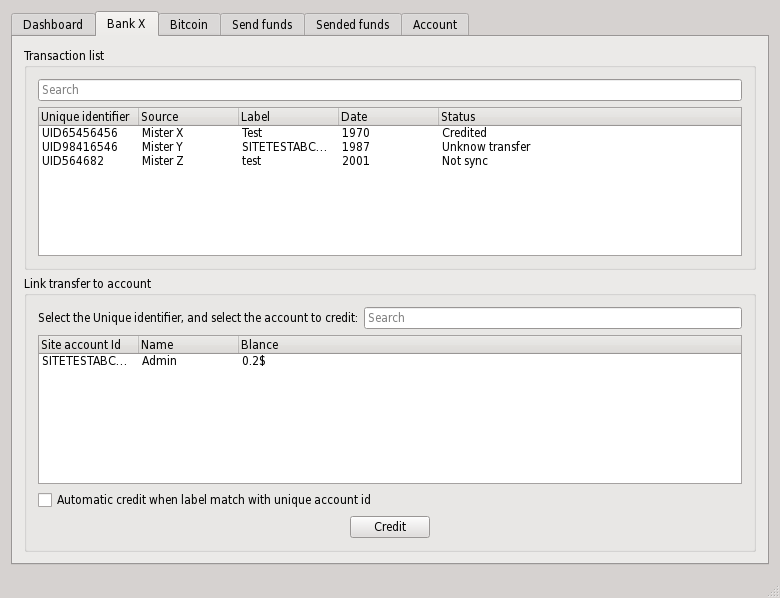 Dashboard Bank X Bitcoin Send funds Sended funds Account
Transaction list
Search
Unique identifier Source Label Date Status
UID65456456 Mister X Test 1970 Credited
UID98416546 Mister Y SITETESTABC... 1987 Unknow transfer
UID564682 Mister Z test 2001 Not sync
Link transfer to account
Select the Unique identifier, and select the account to credit: Search
Site account Id Name Blance
SITETESTABC... Admin 0.2$
Automatic credit when label match with unique account id
Credit